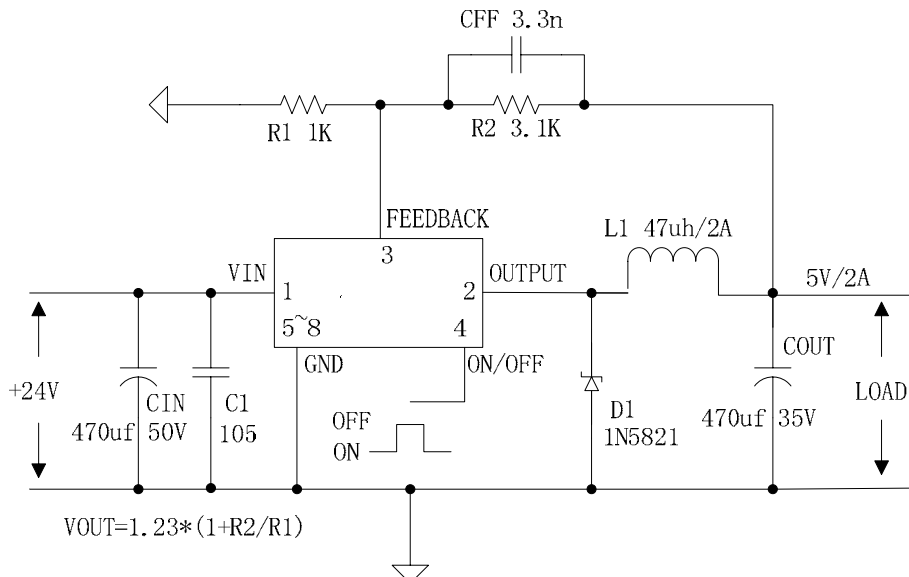 CFF 3.3n
R1 1K
R2 3.1K
FEEDBACK
3
L1 47uh/2A
VIN
OUTPUT
5V/2A
1
2
5~8
4
GND
ON/OFF
COUT
+24V
CIN
C1
LOAD
470uf
50V
105
OFF
ON
D1
1N5821
470uf
35V
VOUT=1.23*(1+R2/R1)